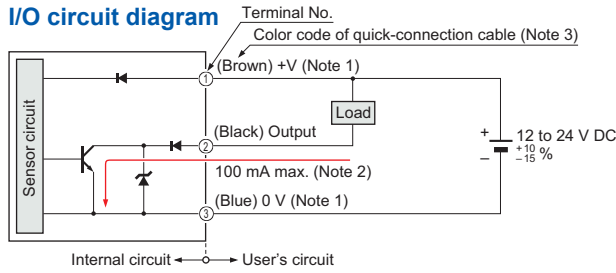 I/O circuit diagram
Terminal No.
Color code of quick-connection cable (Note 3)
1
(Brown) +V (Note 1)
Load
Sensor circuit
2
(Black) Output
+
12 to 24 V DC
–
+10
–15 %
100 mA max. (Note 2)
3
(Blue) 0 V (Note 1)
Internal circuit
User's circuit